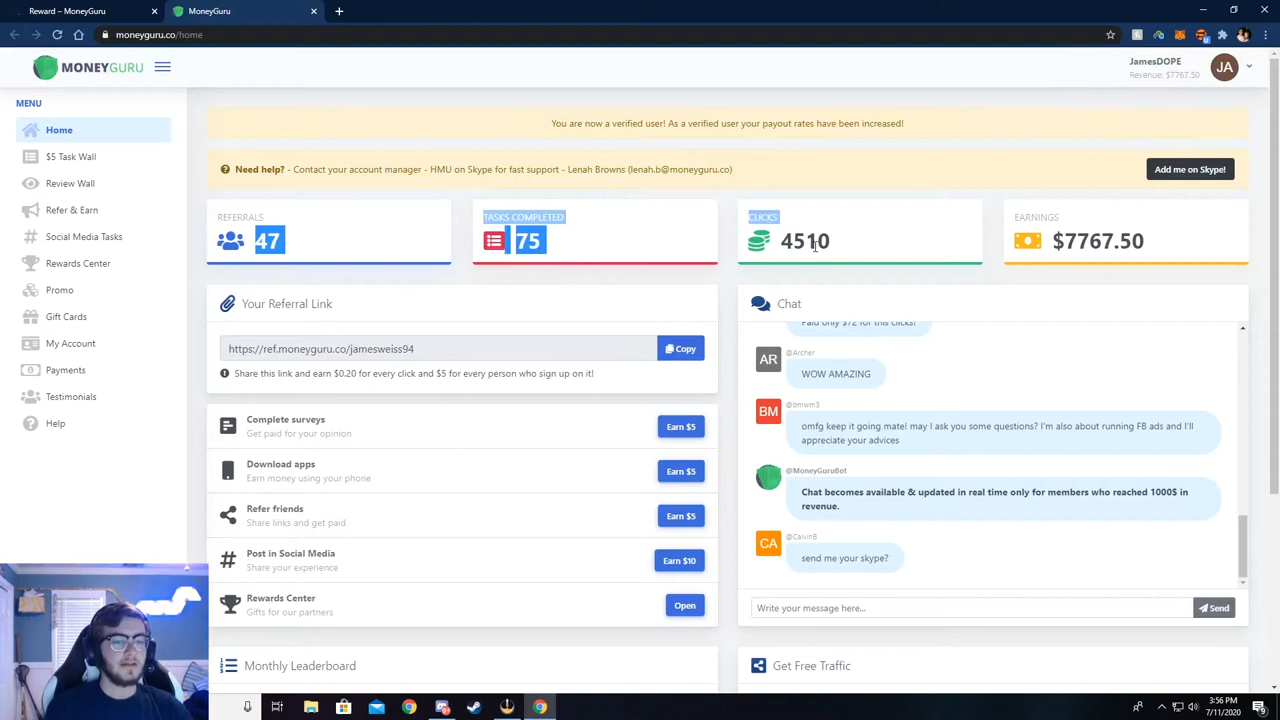 Reward – MoneyGuru
MoneyGuru
moneyguru.co/home
MONEYGURU
JamesDOPE
Revenue: $7767.50
JA
MENU
Home
$5 Task Wall
Review Wall
Refer & Earn
Social Media Tasks
Rewards Center
Promo
Gift Cards
My Account
Payments
Testimonials
Help
You are now a verified user! As a verified user your payout rates have been increased!
Need help? - Contact your account manager - HMU on Skype for fast support - Lenah Browns (lenah.b@moneyguru.co)
Add me on Skype!
REFERRALS
47
TASKS COMPLETED
75
CLICKS
4510
EARNINGS
$7767.50
Your Referral Link
https://ref.moneyguru.co/jamesweiss94
Copy
Share this link and earn $0.20 for every click and $5 for every person who sign up on it!
Complete surveys
Get paid for your opinion
Earn $5
Download apps
Earn money using your phone
Earn $5
Refer friends
Share links and get paid
Earn $5
Post in Social Media
Share your experience
Earn $10
Rewards Center
Gifts for our partners
Open
Monthly Leaderboard
Chat
Paid only $72 for this clicks!
@Archer
AR
WOW AMAZING
@bmwm3
BM
omfg keep it going mate! may I ask you some questions? I'm also about running FB ads and I'll
appreciate your advices
@MoneyGuruBot
Chat becomes available & updated in real time only for members who reached 1000$ in
revenue.
@CalvinB
CA
send me your skype?
Write your message here...
Send
Get Free Traffic
3:56 PM
7/11/2020